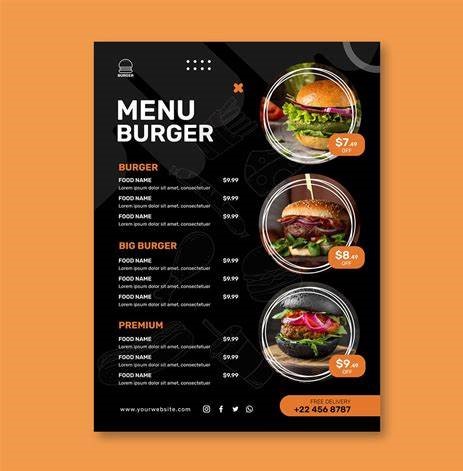 BURGER
MENU
BURGER
BURGER
FOOD NAME $9.99
Lorem ipsum dolor sit amet, consectetuer
FOOD NAME $9.99
Lorem ipsum dolor sit amet, consectetuer
FOOD NAME $9.99
Lorem ipsum dolor sit amet, consectetuer
BIG BURGER
FOOD NAME $9.99
Lorem ipsum dolor sit amet, consectetuer
FOOD NAME $9.99
Lorem ipsum dolor sit amet, consectetuer
FOOD NAME $9.99
Lorem ipsum dolor sit amet, consectetuer
PREMIUM
FOOD NAME $9.99
Lorem ipsum dolor sit amet, consectetuer
FOOD NAME $9.99
Lorem ipsum dolor sit amet, consectetuer
FOOD NAME $9.99
Lorem ipsum dolor sit amet, consectetuer
$7.49
OFF
$8.49
OFF
$9.49
OFF
www.yourwebsite.com
FREE DELIVERY
+22 456 8787